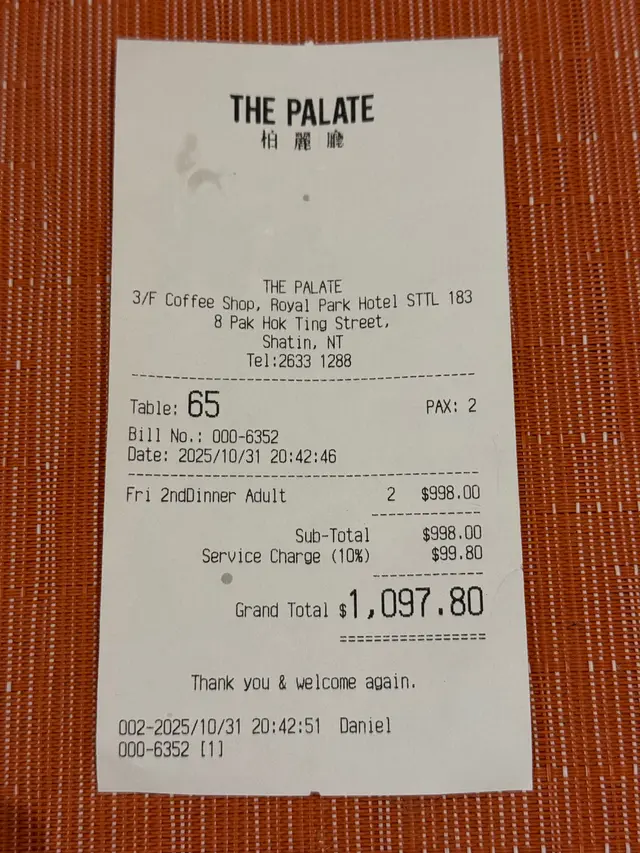 THE PALATE
柏麗廳
THE PALATE
3/F Coffee Shop, Royal Park Hotel STTL 183
8 Pak Hok Ting Street,
Shatin, NT
Tel:2633 1288
Table: 65 PAX: 2
Bill No.: 000-6352
Date: 2025/10/31 20:42:46
Fri 2ndDinner Adult 2 $998.00
Sub-Total $998.00
Service Charge (10%) $99.80
Grand Total $1,097.80
Thank you & welcome again.
002-2025/10/31 20:42:51 Daniel
000-6352 [1]